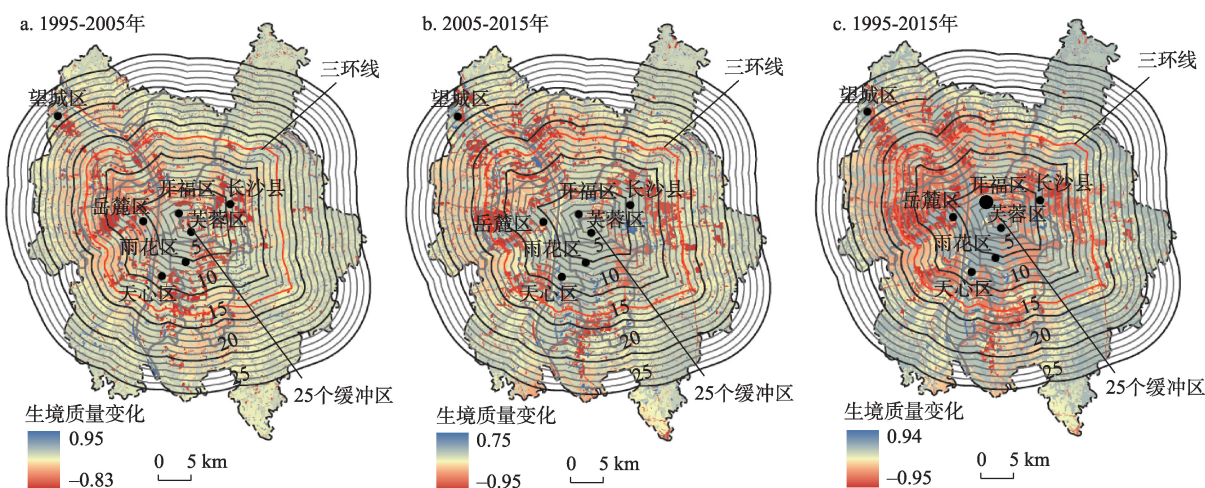 a. 1995-2005年
三环线
望城区
开福区
长沙县
岳麓区
芙蓉区
雨花区
天心区
5
10
15
20
25
25个缓冲区
生境质量变化
0.95
–0.83
0 5 km
b. 2005-2015年
三环线
望城区
开福区
长沙县
岳麓区
芙蓉区
雨花区
天心区
5
10
15
20
25
25个缓冲区
生境质量变化
0.75
–0.95
0 5 km
c. 1995-2015年
三环线
望城区
开福区
长沙县
岳麓区
芙蓉区
雨花区
天心区
5
10
15
20
25
25个缓冲区
生境质量变化
0.94
–0.95
0 5 km